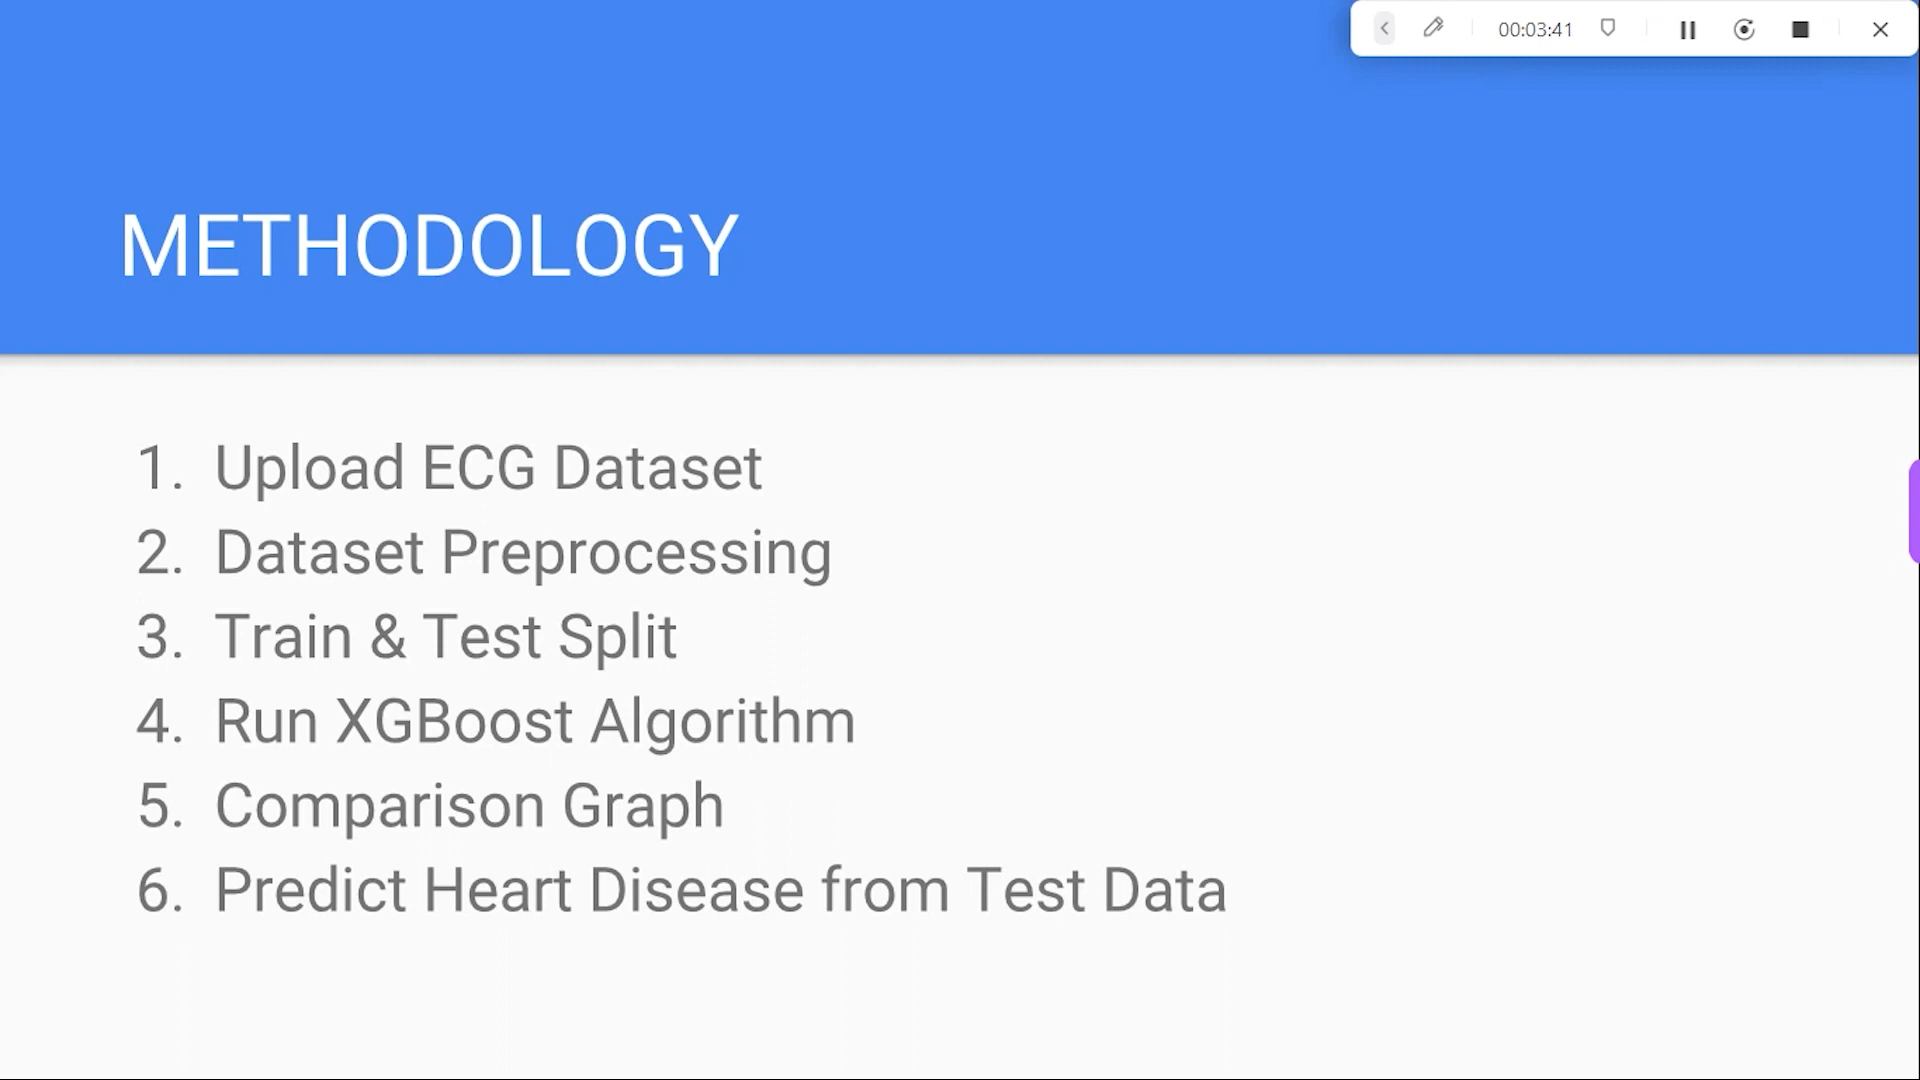 00:03:41
METHODOLOGY
1. Upload ECG Dataset
2. Dataset Preprocessing
3. Train & Test Split
4. Run XGBoost Algorithm
5. Comparison Graph
6. Predict Heart Disease from Test Data